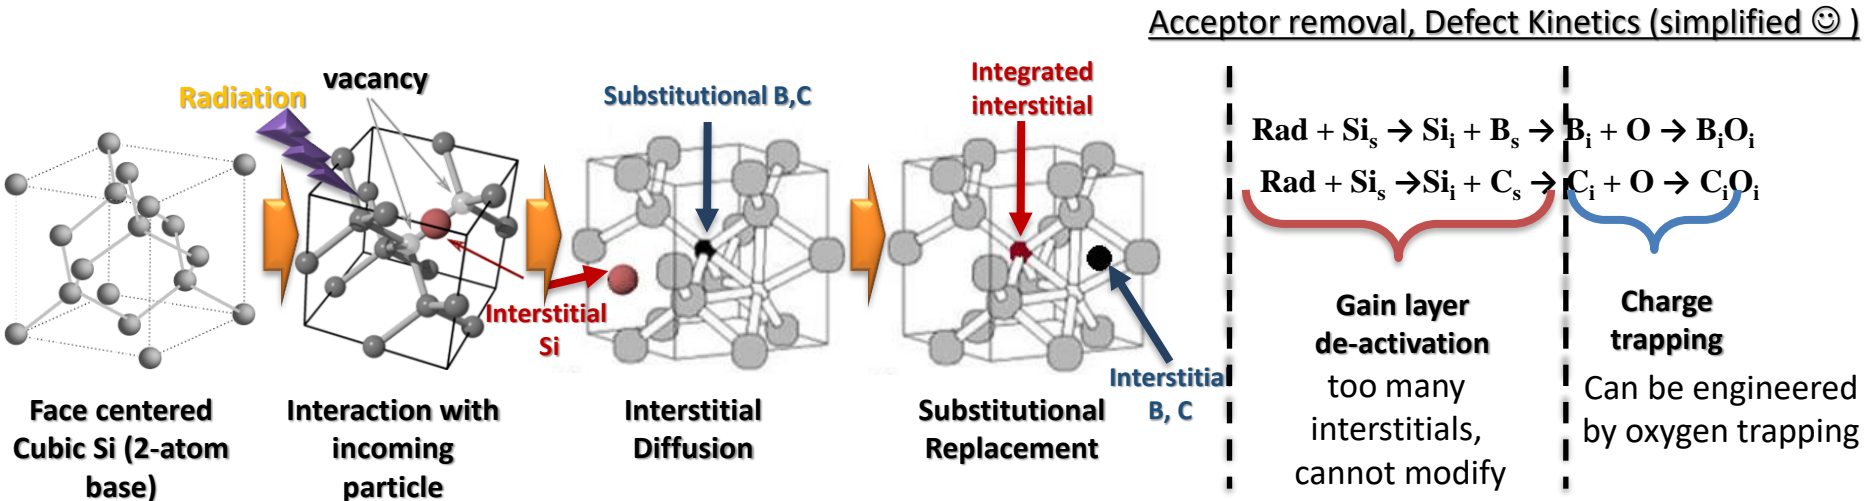 Acceptor removal, Defect Kinetics (simplified ☺ )
Radiation
vacancy
Interstitial
Si
Substitutional B,C
Integrated
interstitial
Interstitial
B, C
Face centered
Cubic Si (2-atom
base)
Interaction with
incoming
particle
Interstitial
Diffusion
Substitutional
Replacement
Rad + Siₛ → Siᵢ + Bₛ → Bᵢ + O → BᵢOᵢ
Rad + Siₛ →Siᵢ + Cₛ → Cᵢ + O → CᵢOᵢ
Gain layer
de-activation
too many
interstitials,
cannot modify
Charge
trapping
Can be engineered
by oxygen trapping